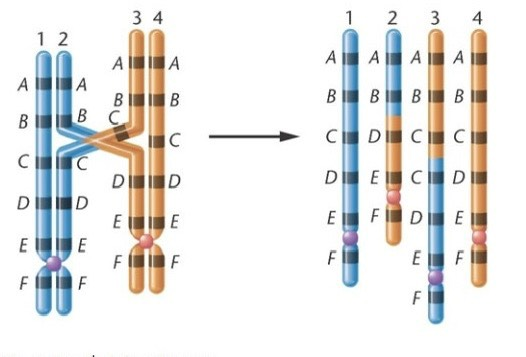 1 2
A A
B B
C C
D D
E E
F F
3 4
A A
B B
C C
D D
E E
F F
1 2 3 4
A A A A
B B B B
C D C C
D E C D
E F D E
F E F
F